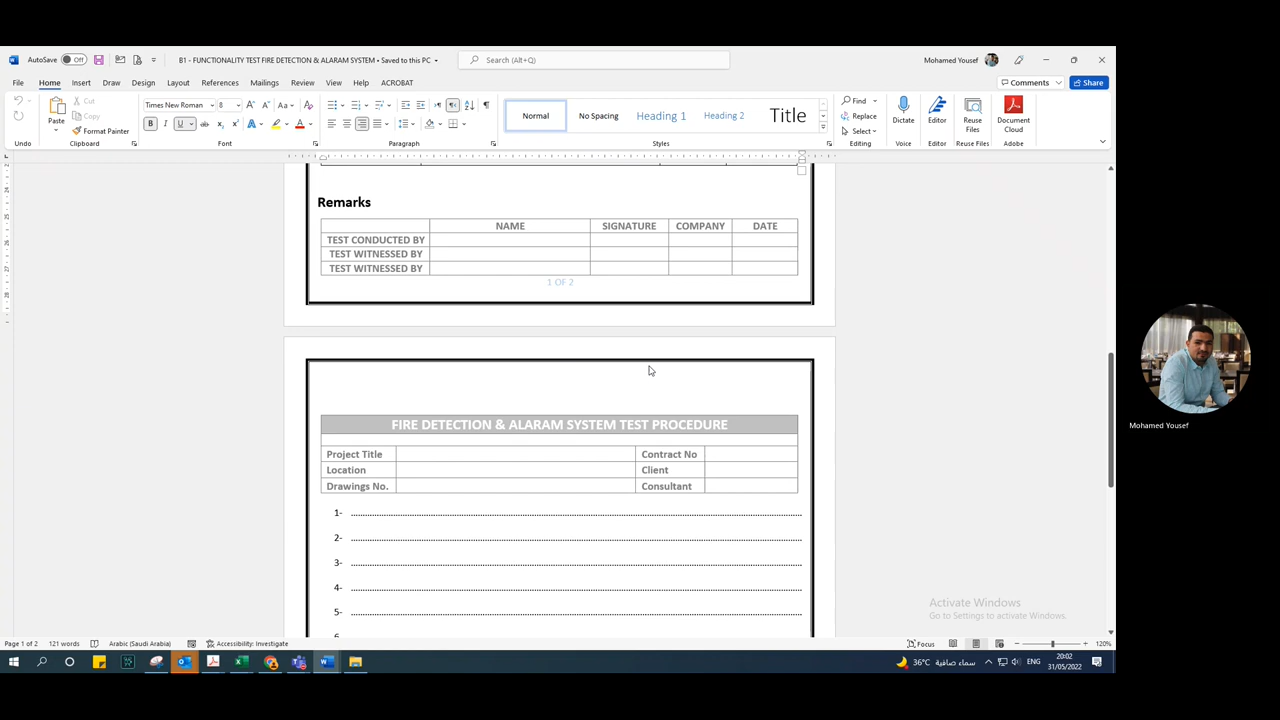 AutoSave Off B1 - FUNCTIONALITY TEST FIRE DETECTION & ALARAM SYSTEM • Saved to this PC Search (Alt+Q) Mohamed Yousef
File Home Insert Draw Design Layout References Mailings Review View Help ACROBAT Comments Share
Paste Cut Copy Format Painter
Times New Roman 8
Normal No Spacing Heading 1 Heading 2 Title
Find Replace Select
Dictate Editor Reuse Files Document Cloud
Undo Clipboard Font Paragraph Styles Editing Voice Editor Reuse Files Adobe
Remarks
NAME SIGNATURE COMPANY DATE
TEST CONDUCTED BY
TEST WITNESSED BY
TEST WITNESSED BY
1 OF 2
FIRE DETECTION & ALARAM SYSTEM TEST PROCEDURE
Project Title Contract No
Location Client
Drawings No. Consultant
1-
2-
3-
4-
5-
Mohamed Yousef
Activate Windows
Go to Settings to activate Windows.
Page 1 of 2 121 words Arabic (Saudi Arabia) Accessibility: Investigate Focus 120%
36°C سماء صافية ENG 20:02
31/05/2022